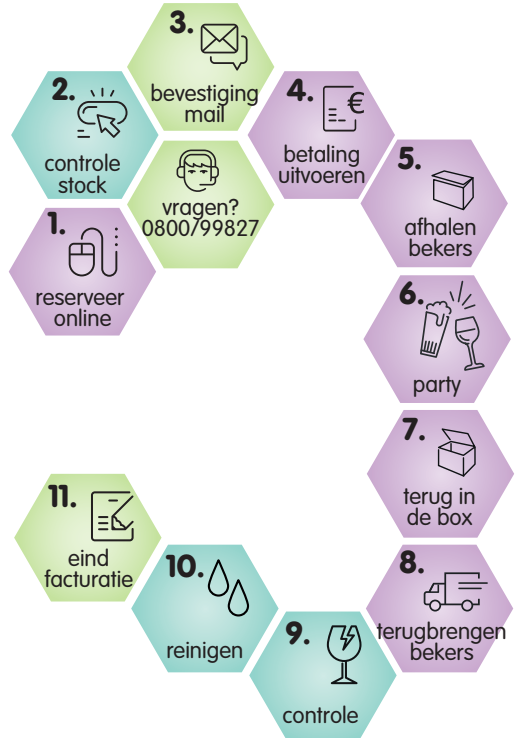 1.
reserveer
online
2.
controle
stock
3.
bevestiging
mail
vragen?
0800/99827
4.
€
betaling
uitvoeren
5.
afhalen
bekers
6.
party
7.
terug in
de box
8.
terugbrengen
bekers
9.
controle
10.
reinigen
11.
eind
facturatie